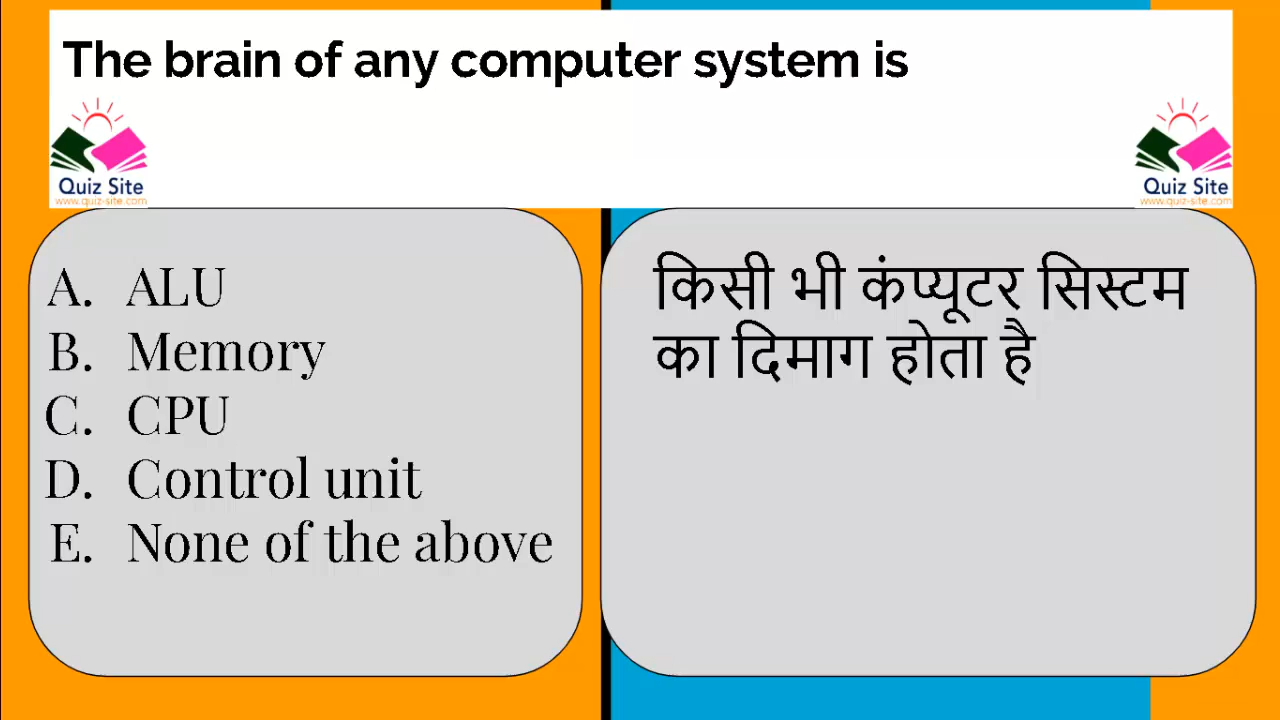 The brain of any computer system is
Quiz Site
www.quiz-site.com
Quiz Site
www.quiz-site.com
A. ALU
B. Memory
C. CPU
D. Control unit
E. None of the above
किसी भी कंप्यूटर सिस्टम
का दिमाग होता है